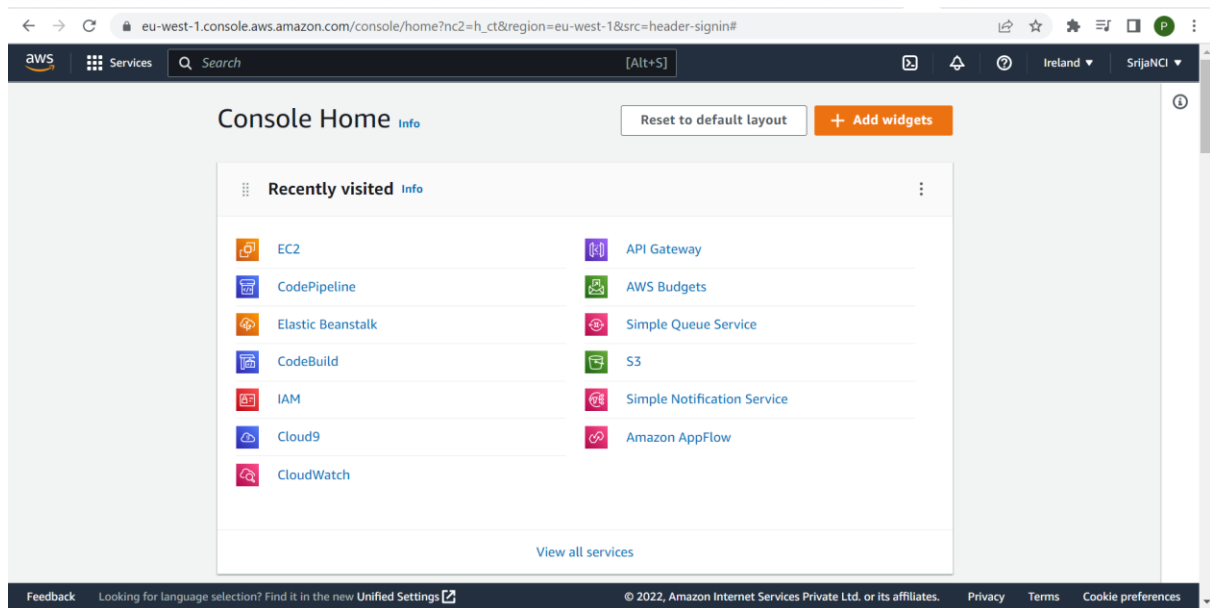 eu-west-1.console.aws.amazon.com/console/home?nc2=h_ct&region=eu-west-1&src=header-signin#
P
aws Services Search [Alt+S] Ireland SrijaNCI
Console Home Info Reset to default layout + Add widgets
Recently visited Info
EC2
CodePipeline
Elastic Beanstalk
CodeBuild
IAM
Cloud9
CloudWatch
API Gateway
AWS Budgets
Simple Queue Service
S3
Simple Notification Service
Amazon AppFlow
View all services
Feedback Looking for language selection? Find it in the new Unified Settings © 2022, Amazon Internet Services Private Ltd. or its affiliates. Privacy Terms Cookie preferences